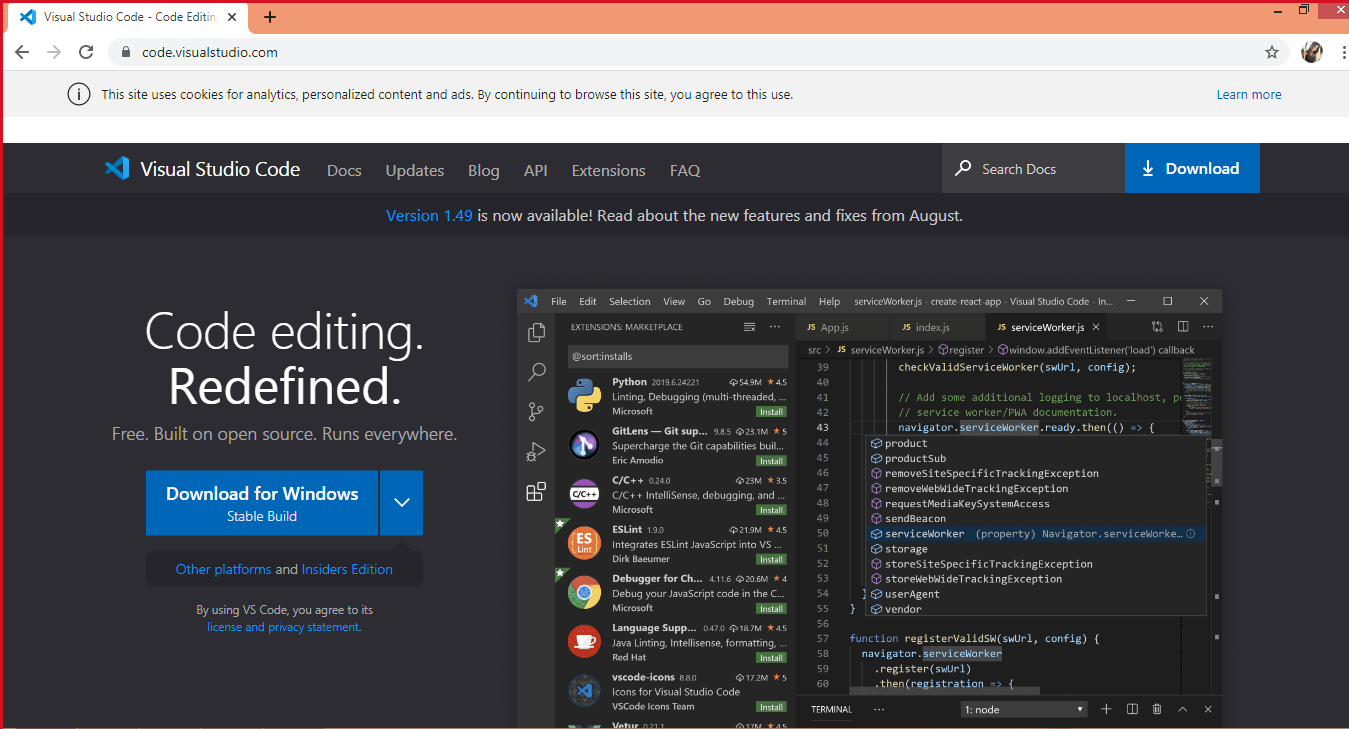 Visual Studio Code - Code Editin
code.visualstudio.com
This site uses cookies for analytics, personalized content and ads. By continuing to browse this site, you agree to this use.
Learn more
Visual Studio Code
Docs
Updates
Blog
API
Extensions
FAQ
Search Docs
Download
Version 1.49 is now available! Read about the new features and fixes from August.
Code editing.
Redefined.
Free. Built on open source. Runs everywhere.
Download for Windows
Stable Build
Other platforms and Insiders Edition
By using VS Code, you agree to its
license and privacy statement.
File Edit Selection View Go Debug Terminal Help serviceWorker.js - create-react-app - Visual Studio Code - In...
EXTENSIONS: MARKETPLACE ...
@sort:installs
Python 2019.6.24221 54.9M ★ 4.5
Linting, Debugging (multi-threaded, ...
Microsoft Install
GitLens — Git sup... 9.8.5 23.1M ★ 5
Supercharge the Git capabilities buil...
Eric Amodio Install
C/C++
C/C++ 0.24.0 23M ★ 3.5
C/C++ IntelliSense, debugging, and ...
Microsoft Install
ES
Lint
ESLint 1.9.0 21.9M ★ 4.5
Integrates ESLint JavaScript into VS ...
Dirk Baeumer Install
Debugger for Ch... 4.11.6 20.6M ★ 4
Debug your JavaScript code in the C...
Microsoft Install
Language Supp... 0.47.0 18.7M ★ 4.5
Java Linting, Intellisense, formatting, ...
Red Hat Install
vscode-icons 8.8.0 17.2M ★ 5
Icons for Visual Studio Code
VSCode Icons Team Install
Vetur 0.21.1 17M ★ 4.5
JS App.js
JS index.js
JS serviceWorker.js
...
src > JS serviceWorker.js > register > window.addEventListener('load') callback
39 checkValidServiceWorker(swUrl, config);
40
41 // Add some additional logging to localhost, po
42 // service worker/PWA documentation.
43 navigator.serviceWorker.ready.then(() => {
44 product
45 productSub
46 removeSiteSpecificTrackingException
47 removeWebWideTrackingException
48 requestMediaKeySystemAccess
49 sendBeacon
50 serviceWorker (property) Navigator.serviceWorke...
51 storage
52 storeSiteSpecificTrackingException
53 storeWebWideTrackingException
54 } userAgent
55 } vendor
56
57 function registerValidSW(swUrl, config) {
58 navigator.serviceWorker
59 .register(swUrl)
60 .then(registration => {
TERMINAL ...
1: node